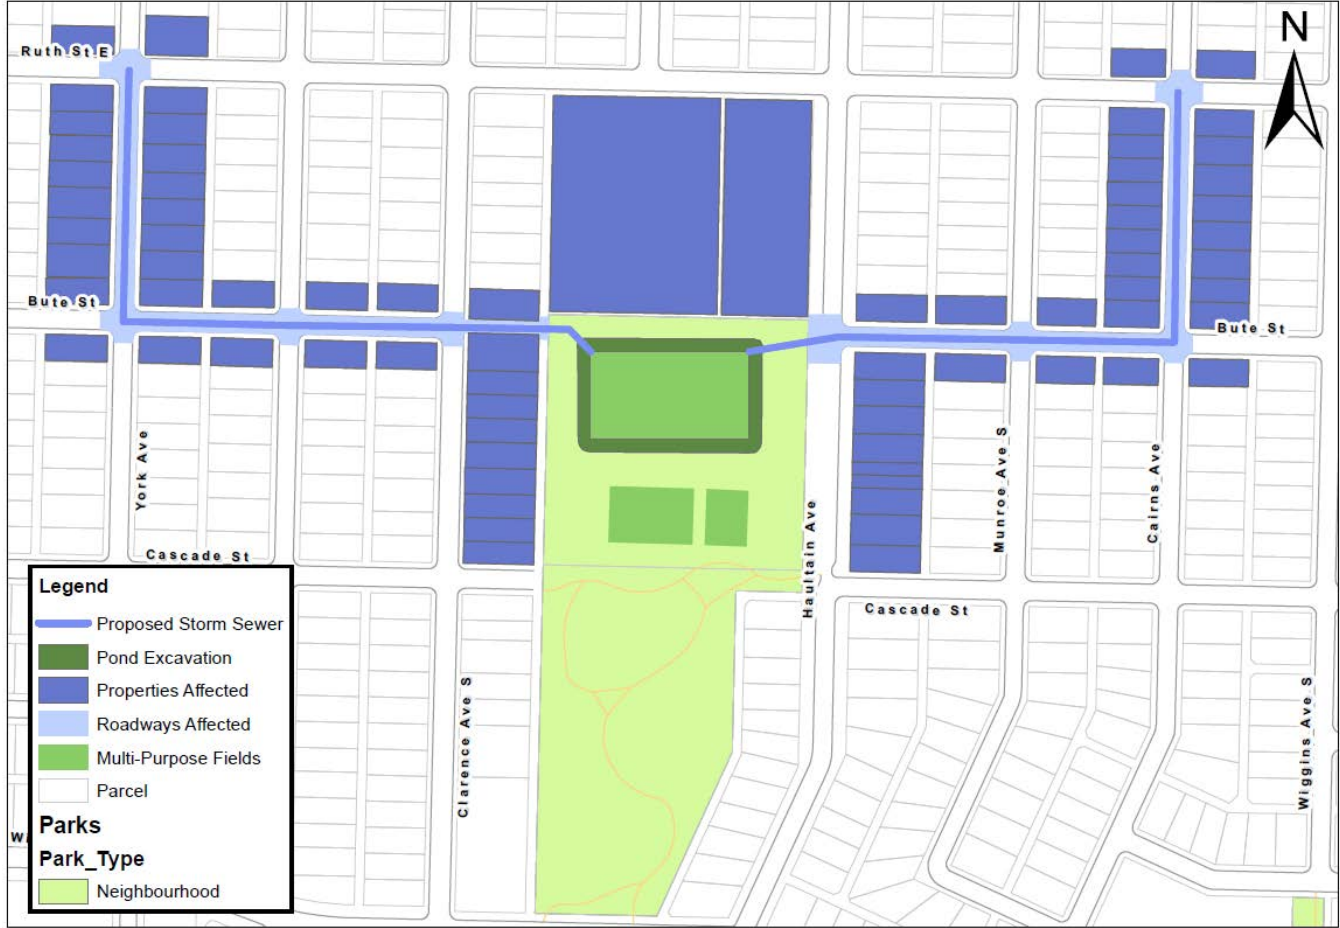 N
Ruth St E
Bute St
Bute St
York Ave
Munroe Ave S
Cairns Ave
Haultain Ave
Cascade St
Cascade St
Clarence Ave S
Wiggins Ave S
Legend
Proposed Storm Sewer
Pond Excavation
Properties Affected
Roadways Affected
Multi-Purpose Fields
Parcel
Parks
Park_Type
Neighbourhood